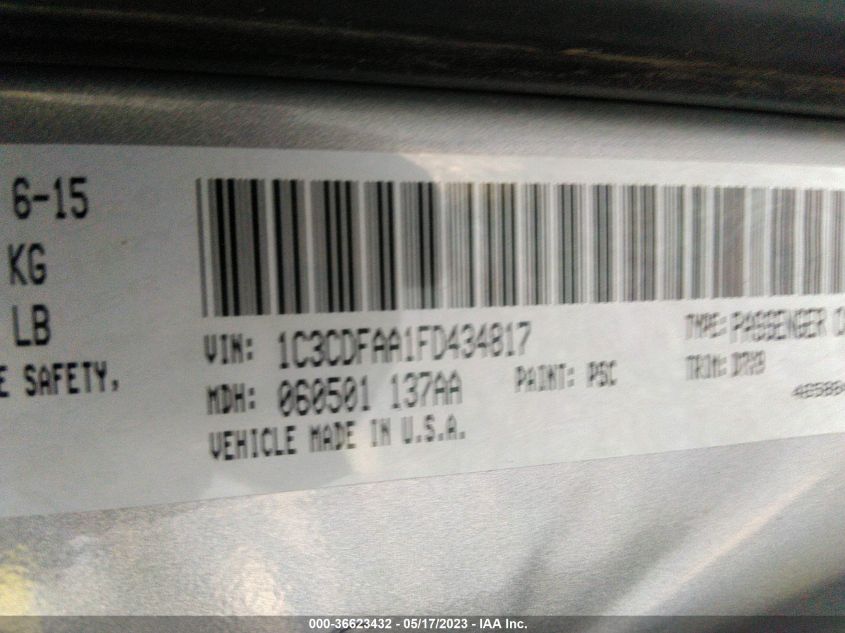 6-15
KG
LB
E SAFETY,
VIN: 1C3CDFAA1FD434817
MDH: 060501 137AA
PAINT: PSC
VEHICLE MADE IN U.S.A.
TYPE: PASSENGER
TRIM:
000-36623432 - 05/17/2023 - IAA Inc.